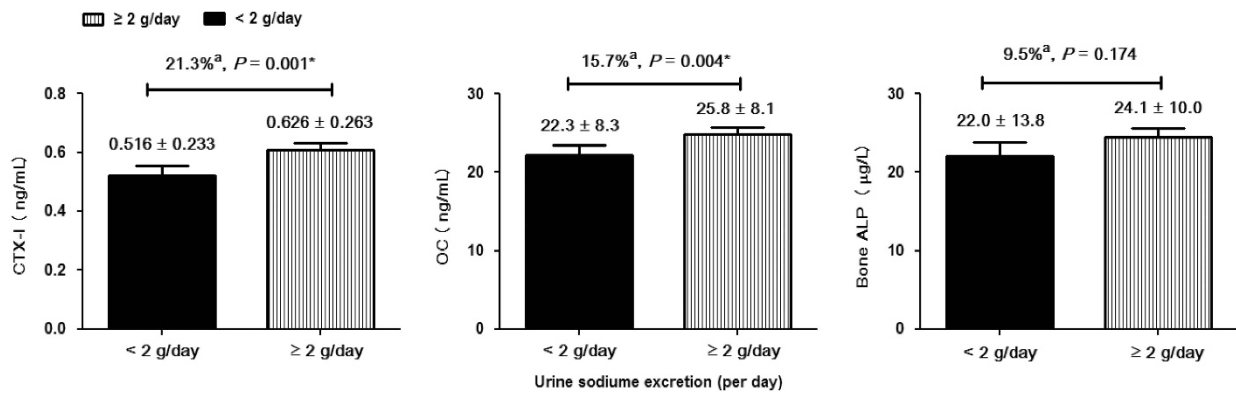 ≥ 2 g/day < 2 g/day
21.3%a, P = 0.001*
0.8
0.6
0.4
0.2
0.0
CTX-I ( ng/mL)
0.516 ± 0.233
0.626 ± 0.263
< 2 g/day
≥ 2 g/day
15.7%a, P = 0.004*
30
20
10
0
OC ( ng/mL)
22.3 ± 8.3
25.8 ± 8.1
< 2 g/day
≥ 2 g/day
9.5%a, P = 0.174
30
20
10
0
Bone ALP ( μg/L)
22.0 ± 13.8
24.1 ± 10.0
< 2 g/day
≥ 2 g/day
Urine sodiume excretion (per day)